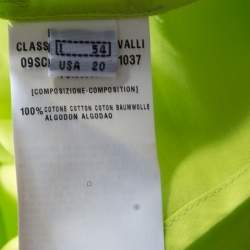 CLASS VALLI
I 54
09SC 1037
USA 20
[COMPOSIZIONE-COMPOSITION]
100% COTONE COTTON COTON BAUMWOLLE
ALGODON ALGODAO